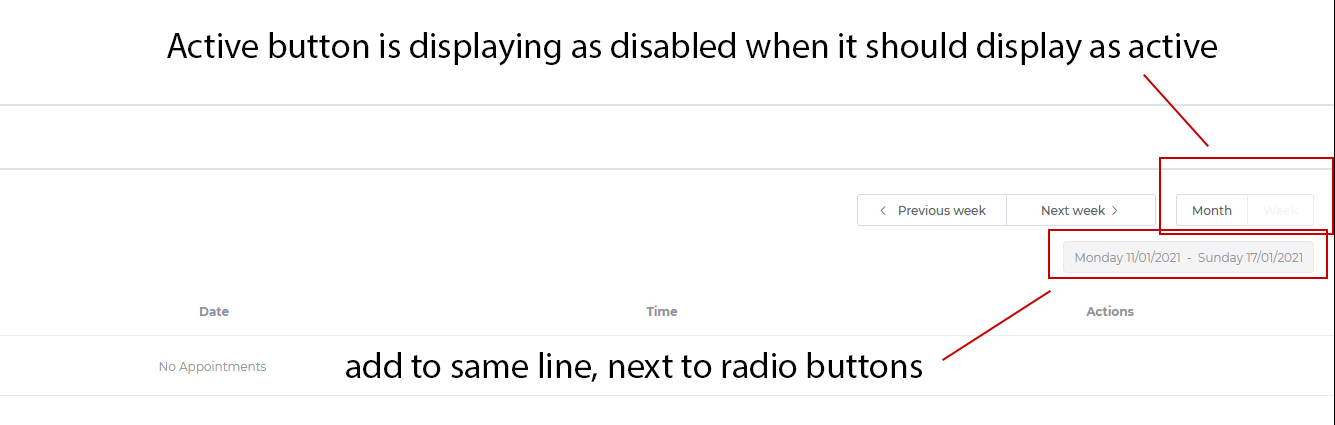 Active button is displaying as disabled when it should display as active
Previous week Next week Month Week
Monday 11/01/2021 - Sunday 17/01/2021
Date Time Actions
No Appointments
add to same line, next to radio buttons